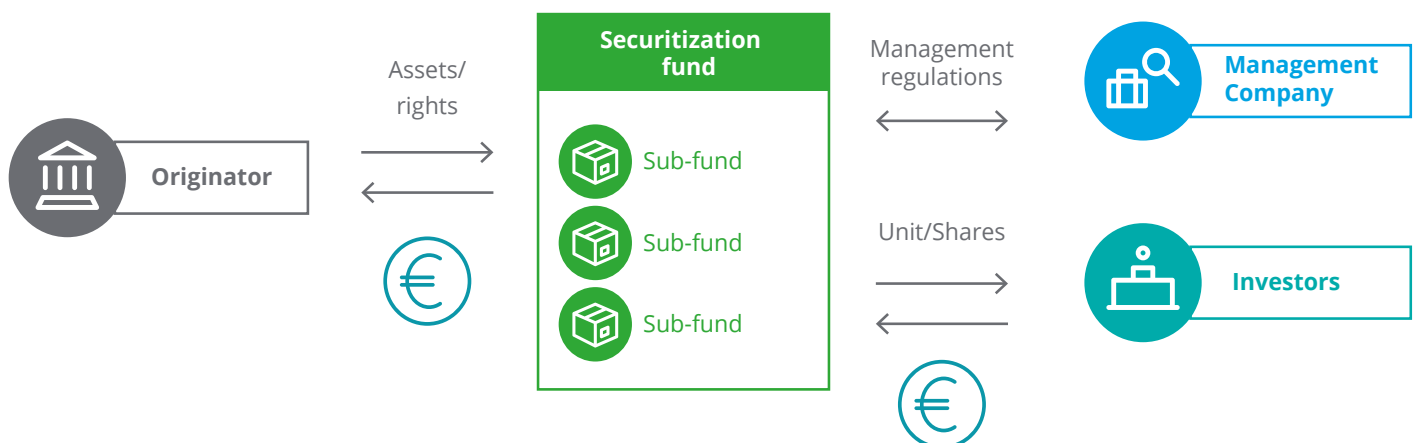 Originator
Assets/
rights
€
Securitization
fund
Sub-fund
Sub-fund
Sub-fund
Management
regulations
Management
Company
Unit/Shares
€
Investors